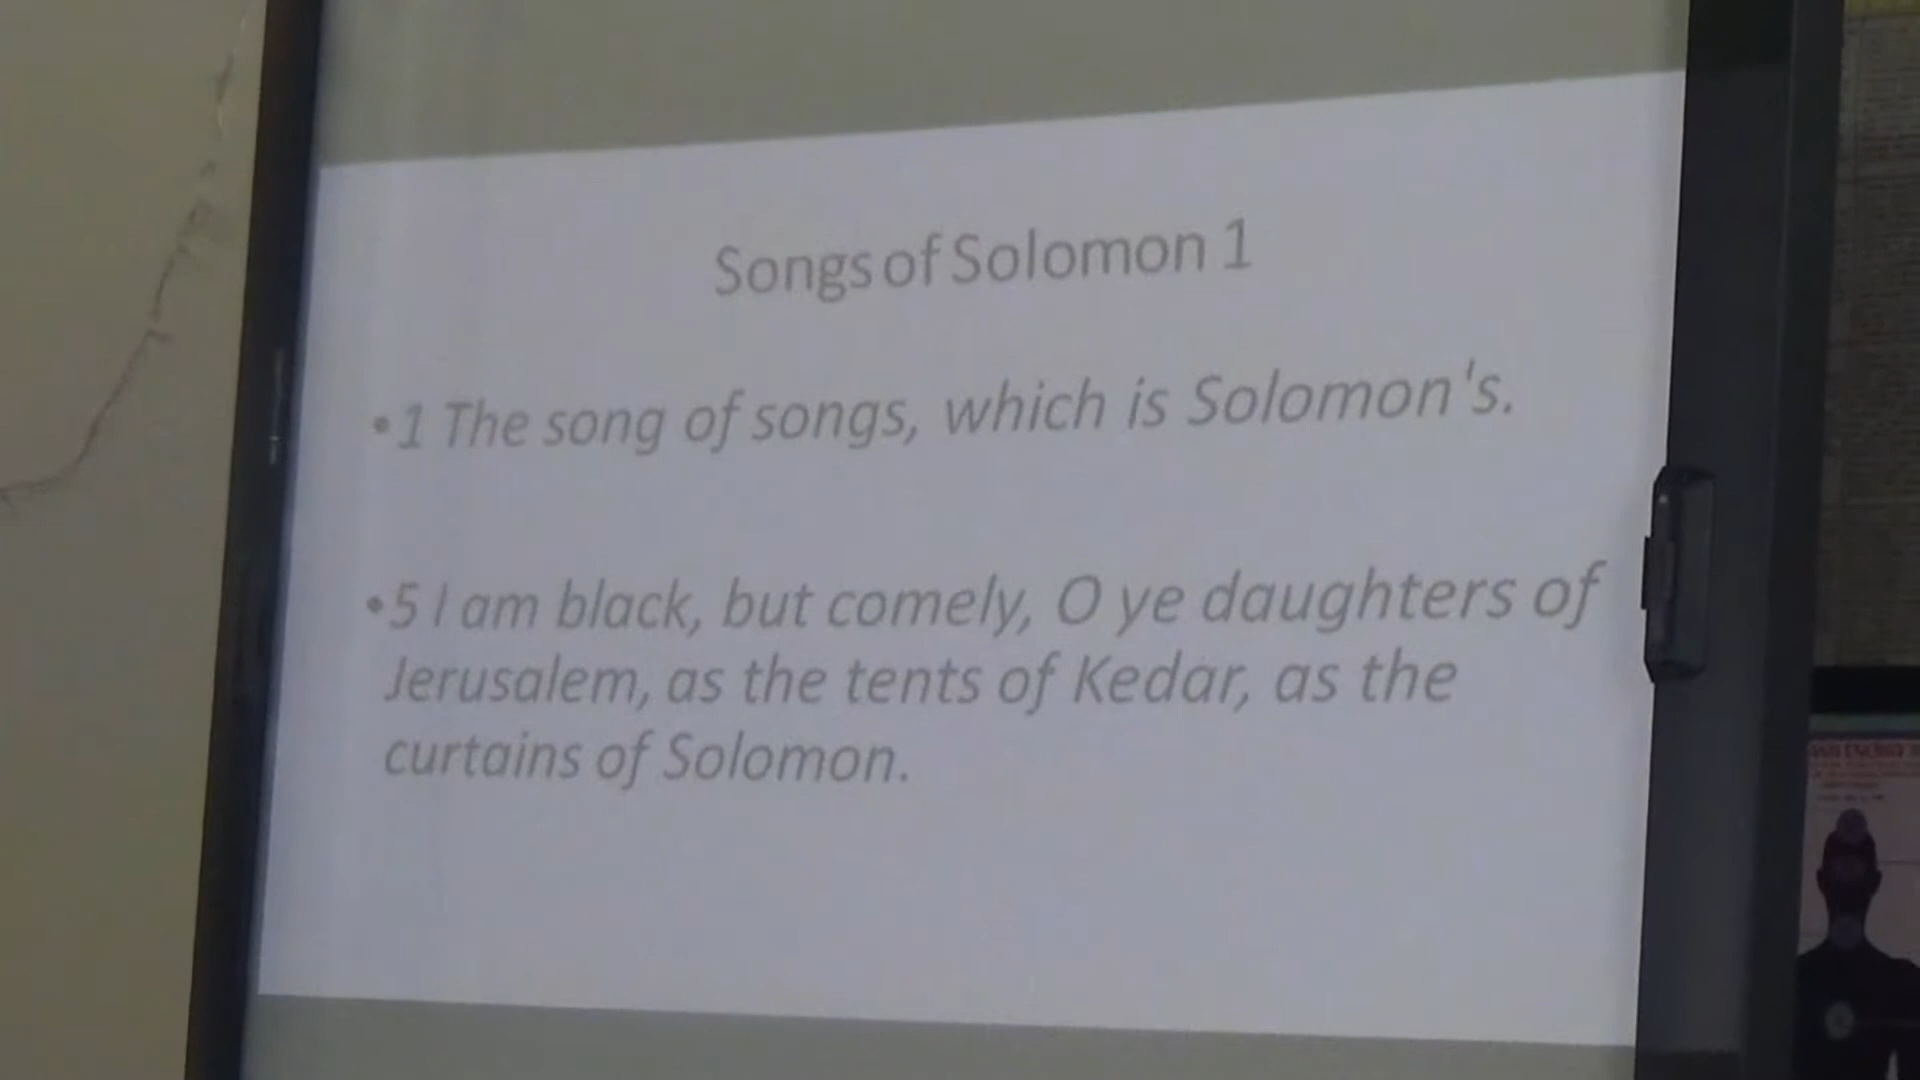 Songs of Solomon 1
•1 The song of songs, which is Solomon's.
•5 I am black, but comely, O ye daughters of
Jerusalem, as the tents of Kedar, as the
curtains of Solomon.